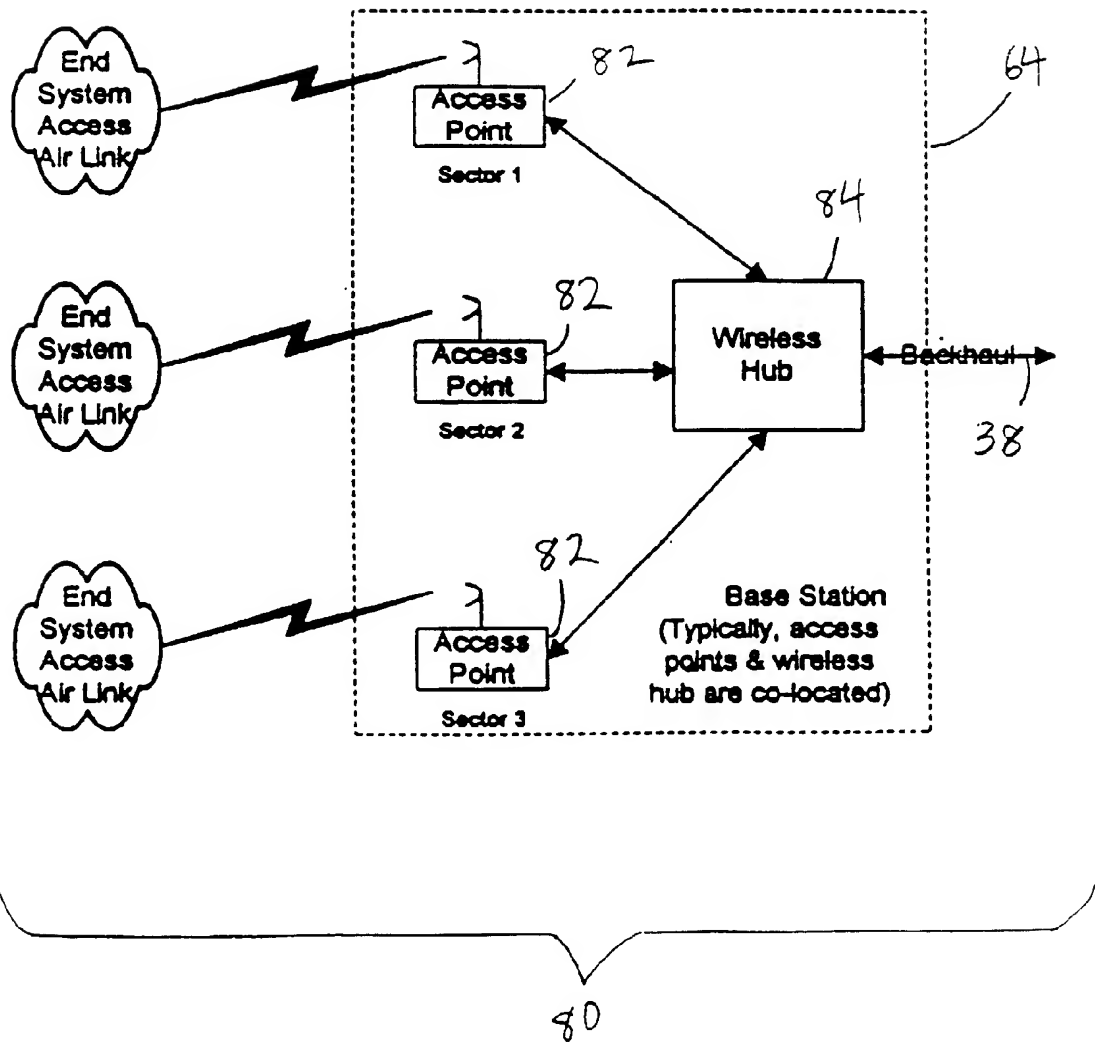 End
System
Access
Air Link
Access
Point
Sector 1
82
64
End
System
Access
Air Link
Access
Point
Sector 2
82
84
Wireless
Hub
Backhaul
38
End
System
Access
Air Link
Access
Point
Sector 3
82
Base Station
(Typically, access
points & wireless
hub are co-located)
80